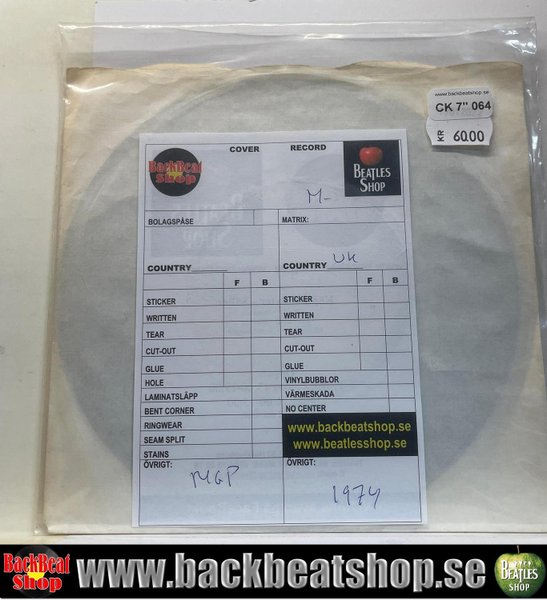 www.backbeatshop.se
CK 7" 064
KR 60.00
COVER RECORD
BackBeat Shop
BEATLES SHOP
M-
BOLAGSPÅSE
MATRIX:
COUNTRY
COUNTRY UK
F B
F B
STICKER
STICKER
WRITTEN
WRITTEN
TEAR
TEAR
CUT-OUT
CUT-OUT
GLUE
GLUE
HOLE
VINYLBUBBLOR
LAMINATSLÄPP
VÄRMESKADA
BENT CORNER
NO CENTER
RINGWEAR
www.backbeatshop.se
SEAM SPLIT
www.beatlesshop.se
STAINS
ÖVRIGT:
ÖVRIGT:
MGP
1974
BackBeat Shop
www.backbeatshop.se
BEATLES SHOP